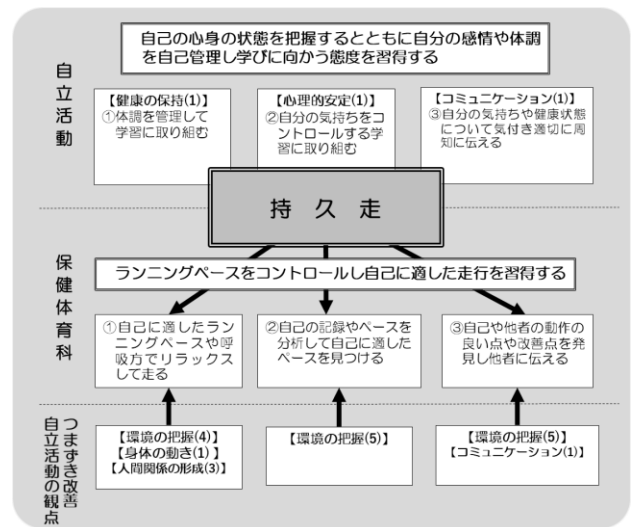 自立活動
自己の心身の状態を把握するとともに自分の感情や体調
を自己管理し学びに向かう態度を習得する
【健康の保持(1)】
①体調を管理して
学習に取り組む
【心理的安定(1)】
②自分の気持ちをコ
ントロールする学
習に取り組む
【コミュニケーション(1)】
③自分の気持ちや健康状態
について気付き適切に周
知に伝える
持久走
保健体育科
ランニングペースをコントロールし自己に適した走行を習得する
①自己に適したラン
ニングペースや呼
吸方でリラックス
して走る
②自己の記録やペースを
分析して自己に適した
ペースを見つける
③自己や他者の動作の
良い点や改善点を発
見し他者に伝える
つまずき改善
自立活動の観点
【環境の把握(4)】
【身体の動き(1)】
【人間関係の形成(3)】
【環境の把握(5)】
【環境の把握(5)】
【コミュニケーション(1)】